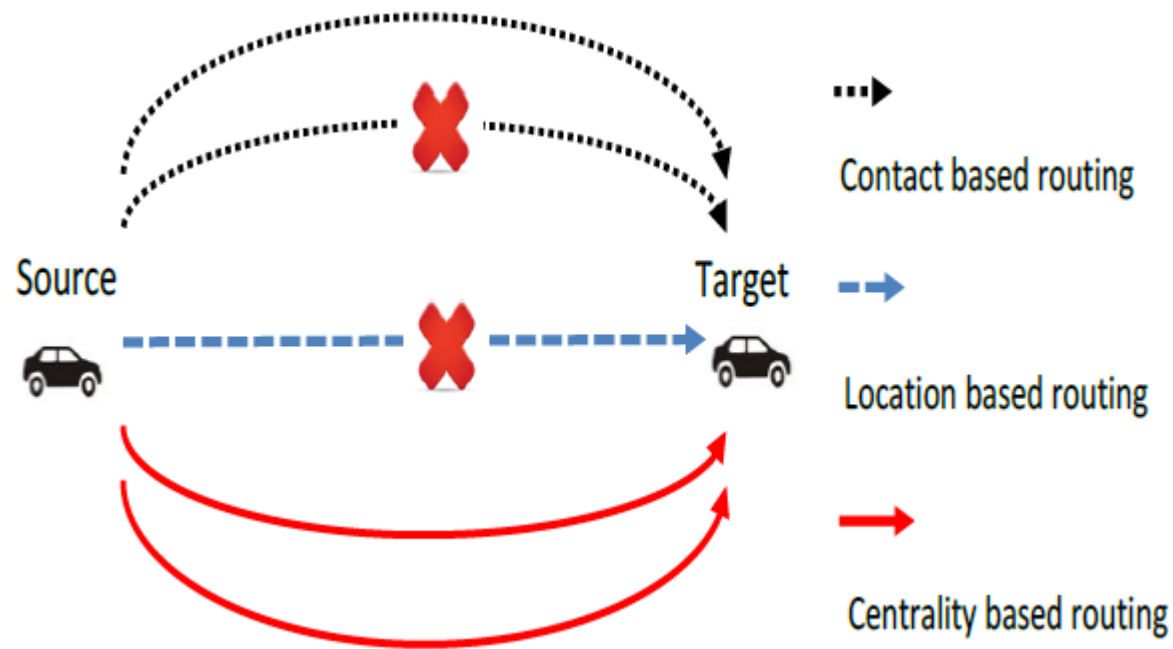 Contact based routing
Source
Target
Location based routing
Centrality based routing